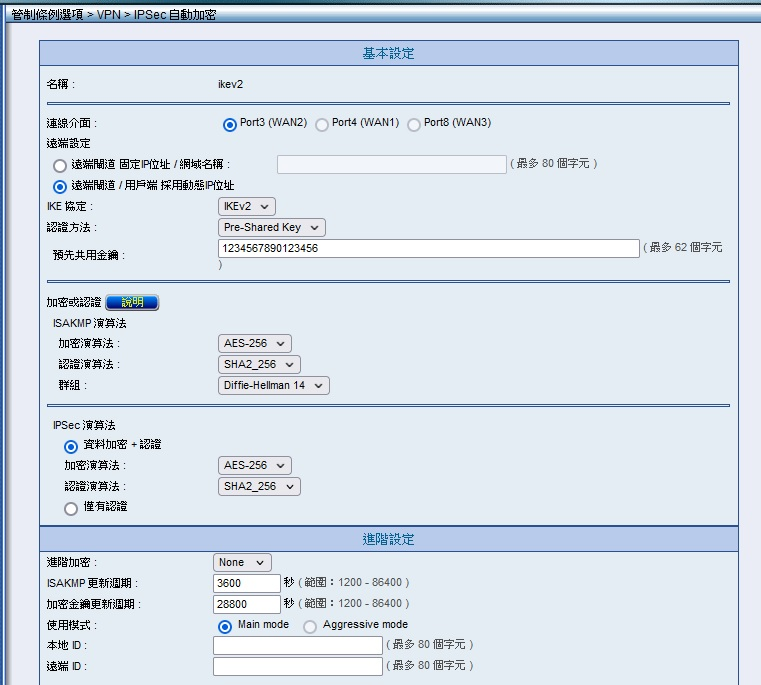 管制條例選項 > VPN > IPSec 自動加密
基本設定
名稱 : ikev2
連線介面 : Port3 (WAN2) Port4 (WAN1) Port8 (WAN3)
遠端設定
遠端閘道 固定IP位址 / 網域名稱 : ( 最多 80 個字元 )
遠端閘道 / 用戶端 採用動態IP位址
IKE 協定 : IKEv2
認證方法 : Pre-Shared Key
預先共用金鑰 : 1234567890123456 ( 最多 62 個字元
)
加密或認證 說明
ISAKMP 演算法
加密演算法 : AES-256
認證演算法 : SHA2_256
群組 : Diffie-Hellman 14
IPSec 演算法
資料加密 + 認證
加密演算法 : AES-256
認證演算法 : SHA2_256
僅有認證
進階設定
進階加密 : None
ISAKMP 更新週期 : 3600 秒 ( 範圍：1200 - 86400 )
加密金鑰更新週期 : 28800 秒 ( 範圍：1200 - 86400 )
使用模式 : Main mode Aggressive mode
本地 ID : ( 最多 80 個字元 )
遠端 ID : ( 最多 80 個字元 )